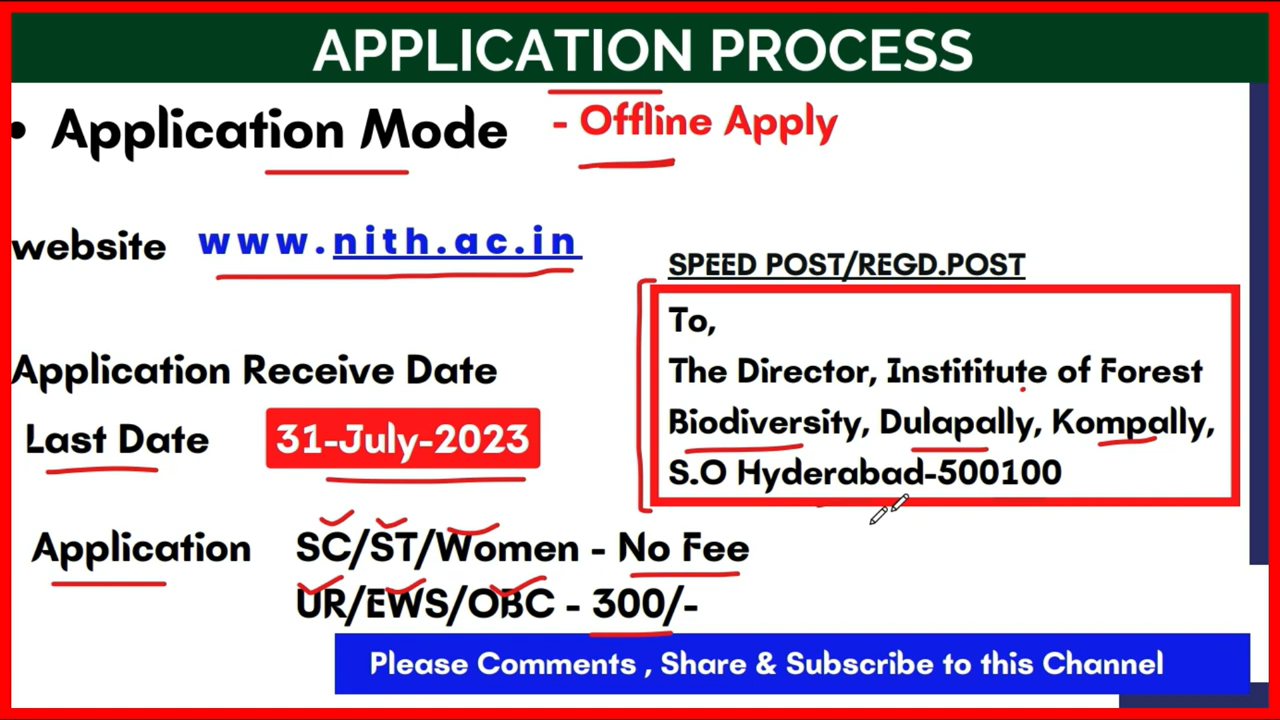 APPLICATION PROCESS
• Application Mode - Offline Apply
website www.nith.ac.in
SPEED POST/REGD.POST
To,
The Director, Instititute of Forest
Biodiversity, Dulapally, Kompally,
S.O Hyderabad-500100
Application Receive Date
Last Date 31-July-2023
Application SC/ST/Women - No Fee
UR/EWS/OBC - 300/-
Please Comments , Share & Subscribe to this Channel